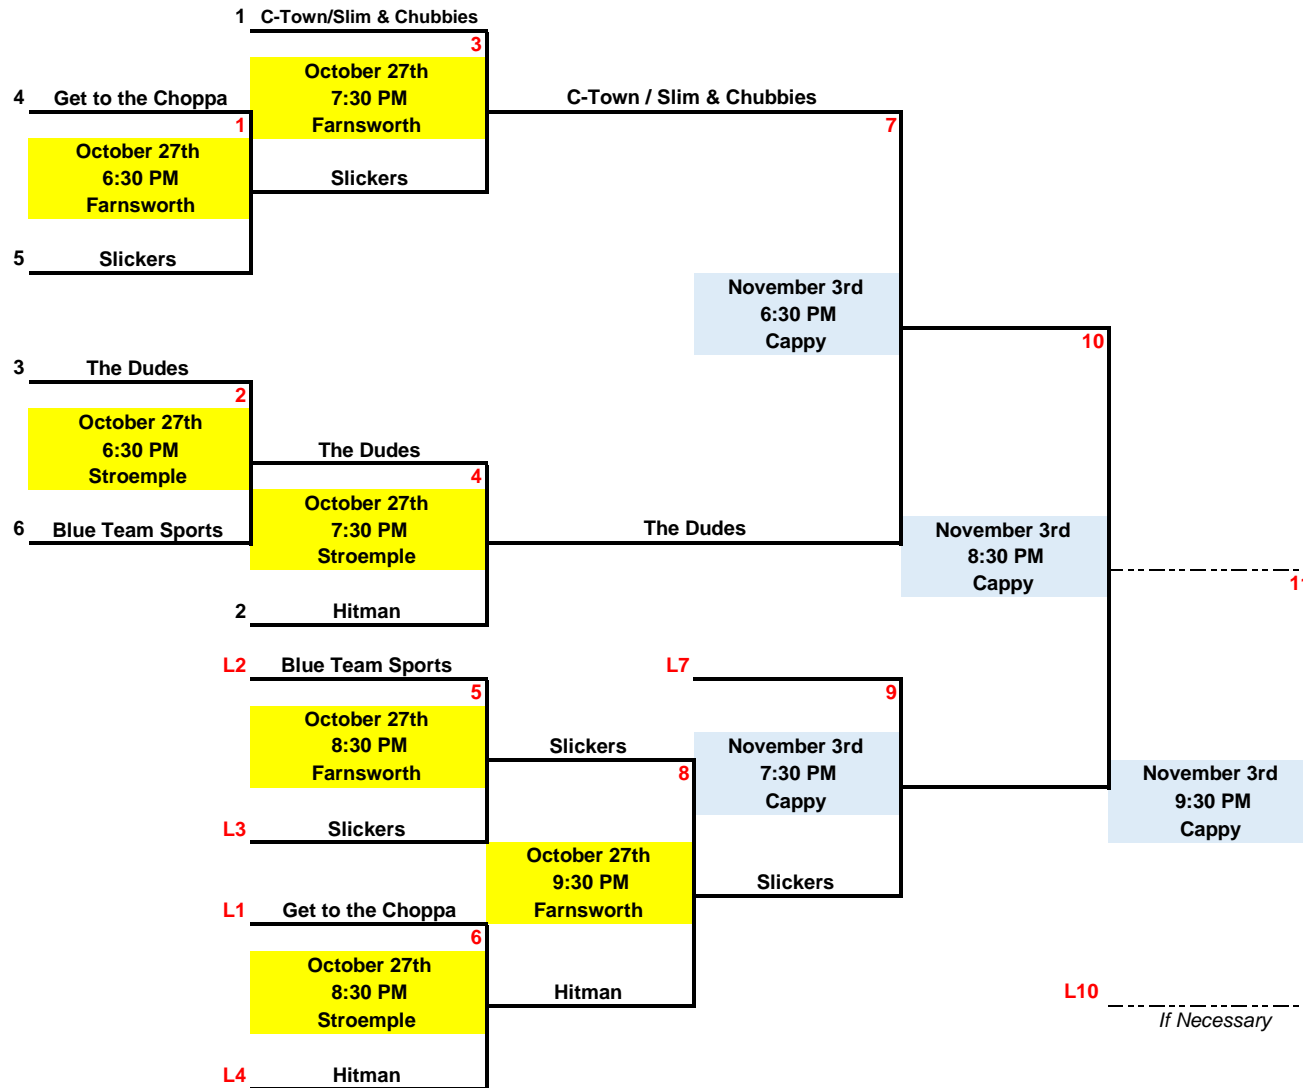 1 C-Town/Slim & Chubbies
3
October 27th
7:30 PM
Farnsworth
4 Get to the Choppa
C-Town / Slim & Chubbies
1
7
October 27th
6:30 PM
Farnsworth
Slickers
5 Slickers
November 3rd
6:30 PM
Cappy
10
3 The Dudes
2
October 27th
6:30 PM
Stroemple
The Dudes
4
October 27th
7:30 PM
Stroemple
6 Blue Team Sports
The Dudes
November 3rd
8:30 PM
Cappy
11
2 Hitman
L2 Blue Team Sports
L7
5
9
October 27th
8:30 PM
Farnsworth
Slickers
8
November 3rd
7:30 PM
Cappy
November 3rd
9:30 PM
Cappy
L3 Slickers
October 27th
9:30 PM
Farnsworth
Slickers
L1 Get to the Choppa
6
October 27th
8:30 PM
Stroemple
Hitman
L10
If Necessary
L4 Hitman